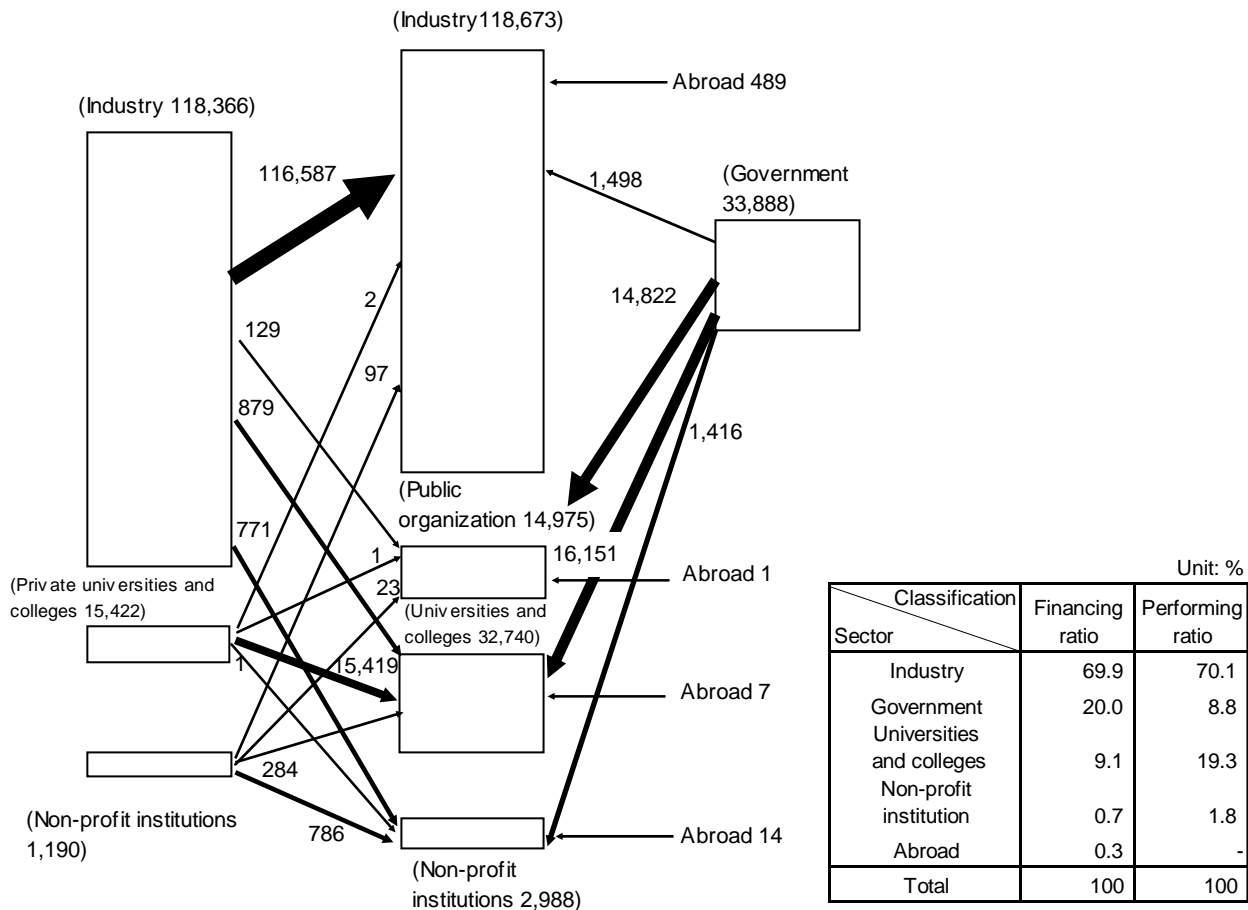 (Industry118,673)
Abroad 489
(Industry 118,366)
116,587
1,498
(Government
33,888)
14,822
2
129
97
879
1,416
(Public
organization 14,975)
771
1
16,151
23
Abroad 1
(Private universities and
colleges 15,422)
(Universities and
colleges 32,740)
1
15,419
Abroad 7
284
(Non-profit institutions
1,190)
786
Abroad 14
(Non-profit
institutions 2,988)
Unit: %
Classification
Sector
Financing
ratio
Performing
ratio
Industry 69.9 70.1
Government 20.0 8.8
Universities
and colleges 9.1 19.3
Non-profit
institution 0.7 1.8
Abroad 0.3 -
Total 100 100